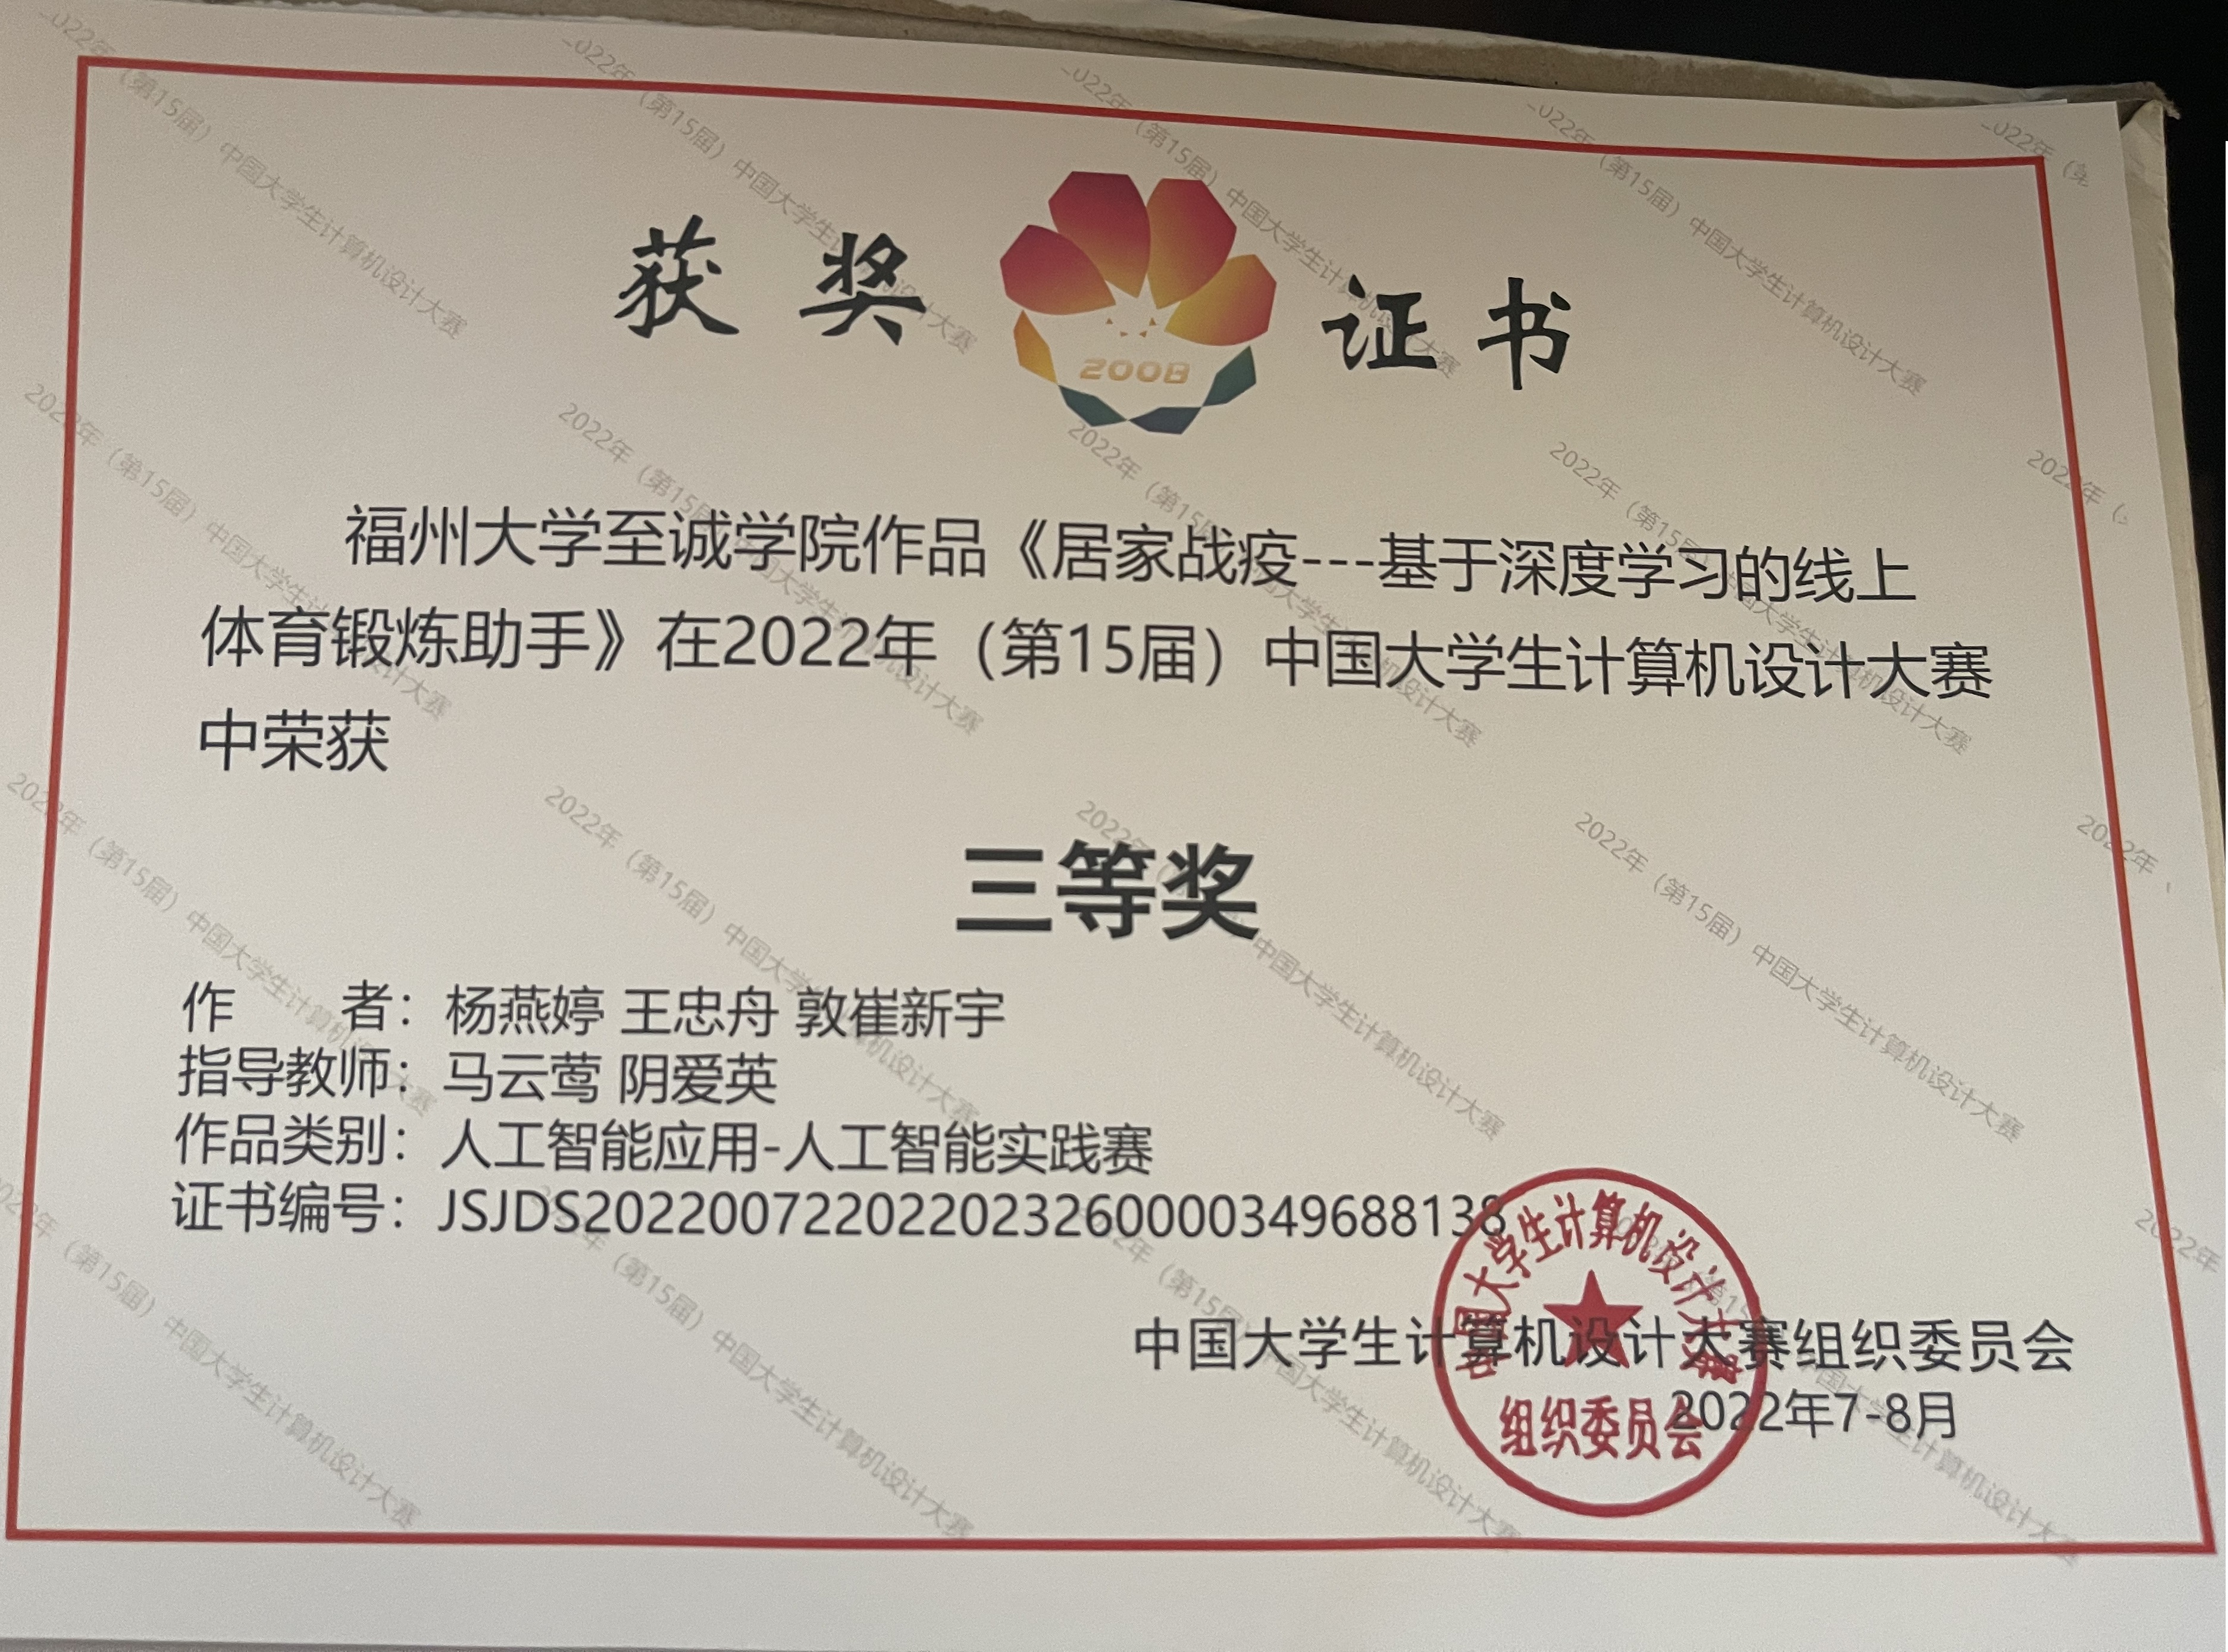 获奖 证书
2008
福州大学至诚学院作品《居家战疫---基于深度学习的线上
体育锻炼助手》在2022年（第15届）中国大学生计算机设计大赛
中荣获
三等奖
作 者：杨燕婷 王忠舟 敦崔新宇
指导教师：马云莺 阴爱英
作品类别：人工智能应用-人工智能实践赛
证书编号：JSJDS20220072202202326000034968813​8
中国大学生计算机设计大赛组织委员会
2022年7-8月
中国大学生计算机设计大赛
组织委员会
2022年（第15届）中国大学生计算机设计大赛